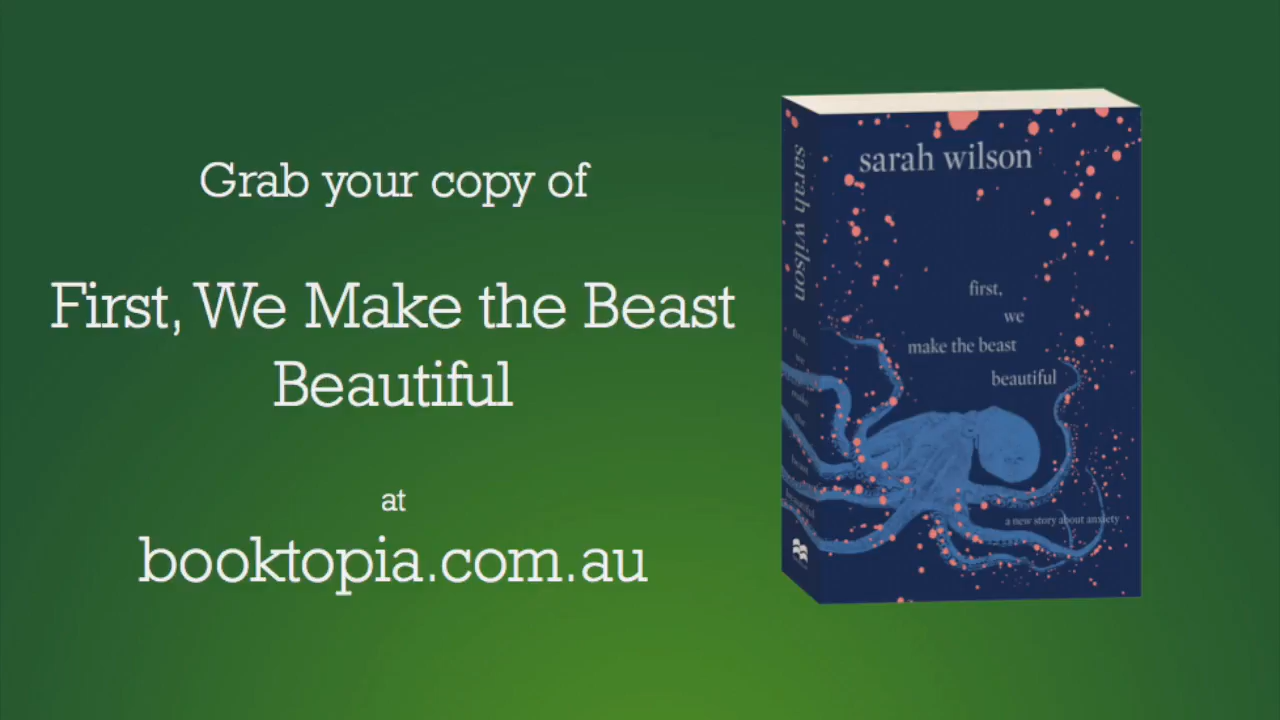 Grab your copy of
First, We Make the Beast
Beautiful
at
booktopia.com.au
sarah wilson
sarah wilson
first,
we
make the beast
beautiful
a new story about anxiety